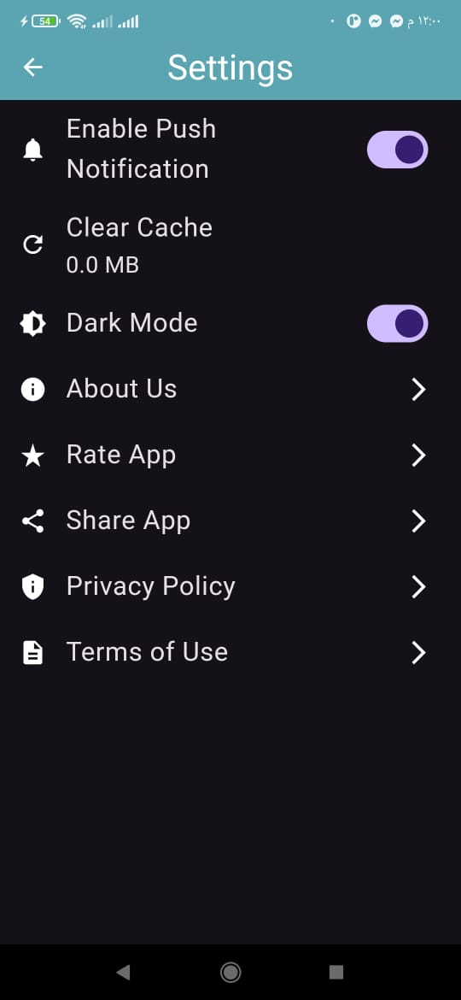 54
١٢:٠٠ م
Settings
Enable Push
Notification
Clear Cache
0.0 MB
Dark Mode
About Us
Rate App
Share App
Privacy Policy
Terms of Use